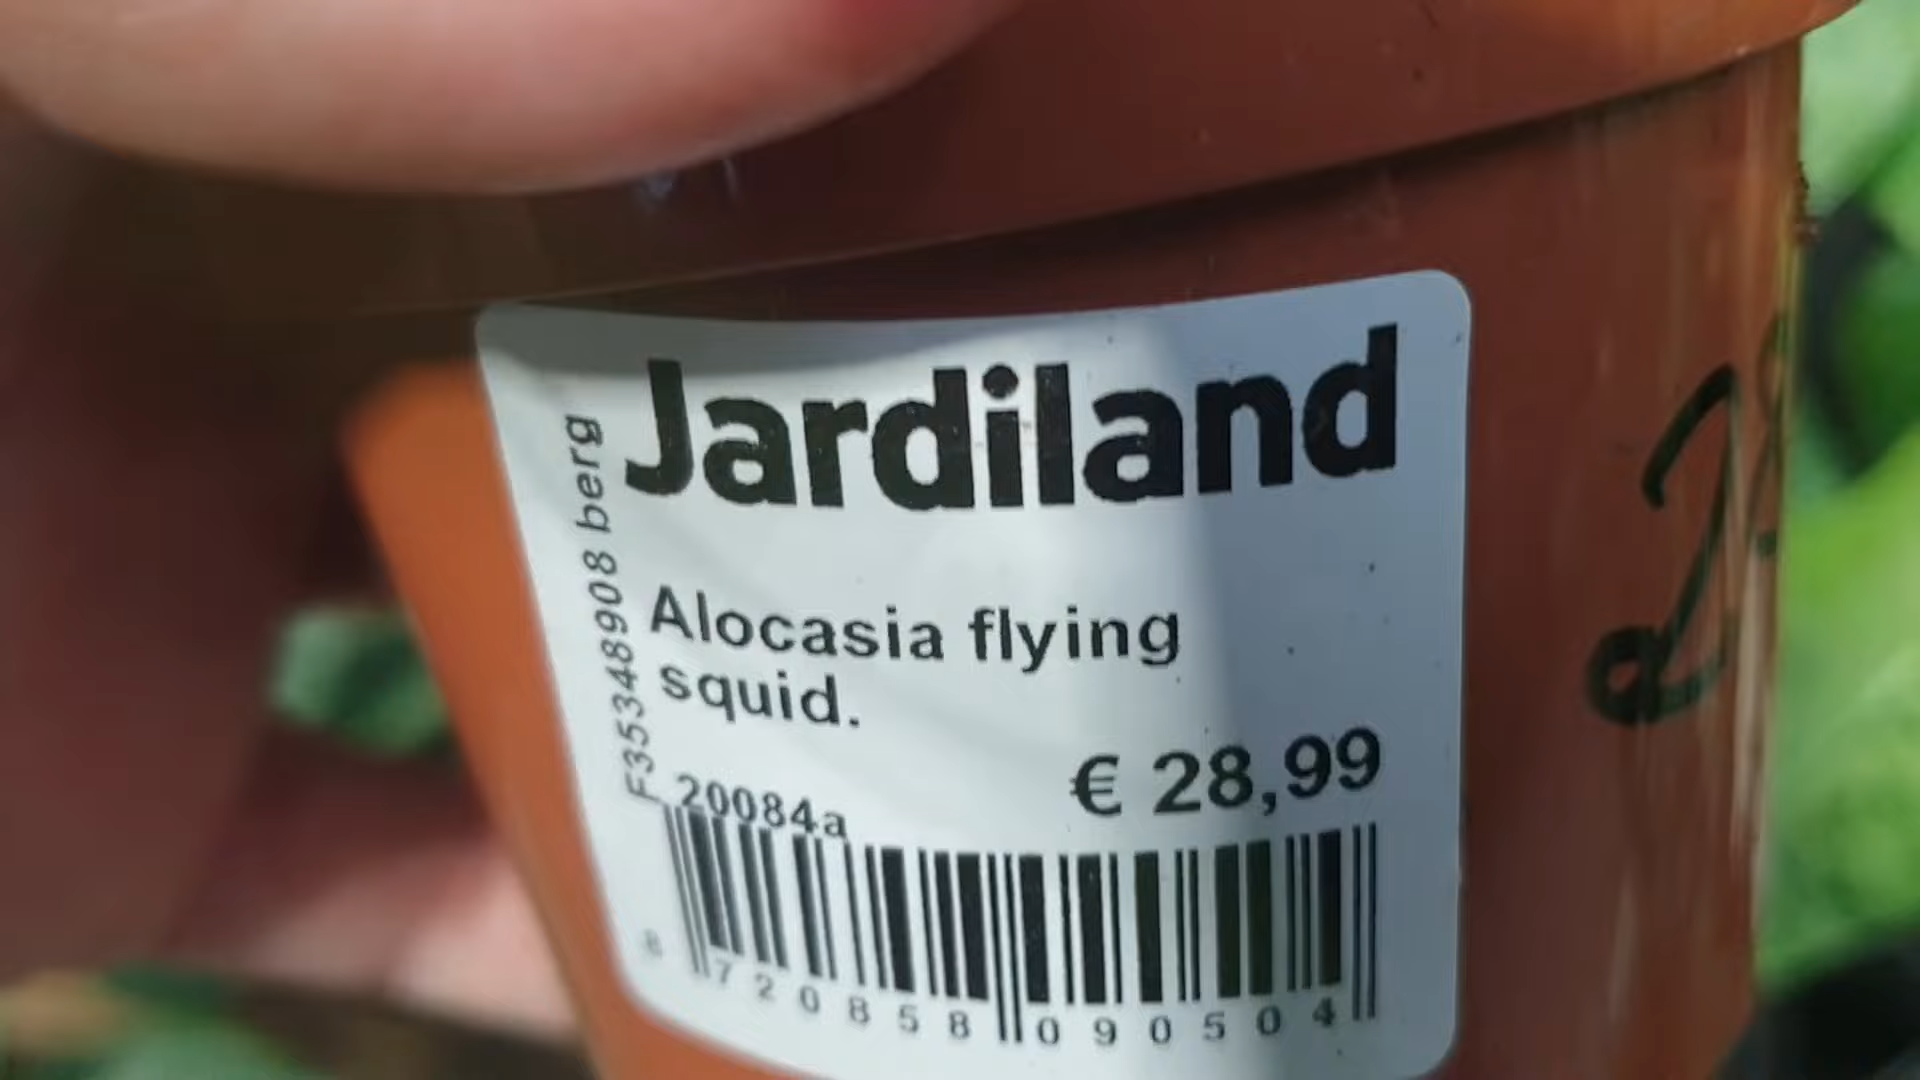 Jardiland
F35348908 berg
Alocasia flying
squid.
€ 28,99
20084a
8 720858 090504